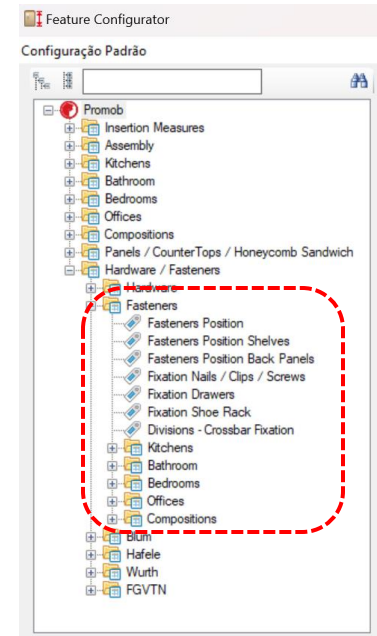 Feature Configurator
Configuração Padrão
Promob
Insertion Measures
Assembly
Kitchens
Bathroom
Bedrooms
Offices
Compositions
Panels / CounterTops / Honeycomb Sandwich
Hardware / Fasteners
Hardware
Fasteners
Fasteners Position
Fasteners Position Shelves
Fasteners Position Back Panels
Fixation Nails / Clips / Screws
Fixation Drawers
Fixation Shoe Rack
Divisions - Crossbar Fixation
Kitchens
Bathroom
Bedrooms
Offices
Compositions
Blum
Hafele
Wurth
FGVTN